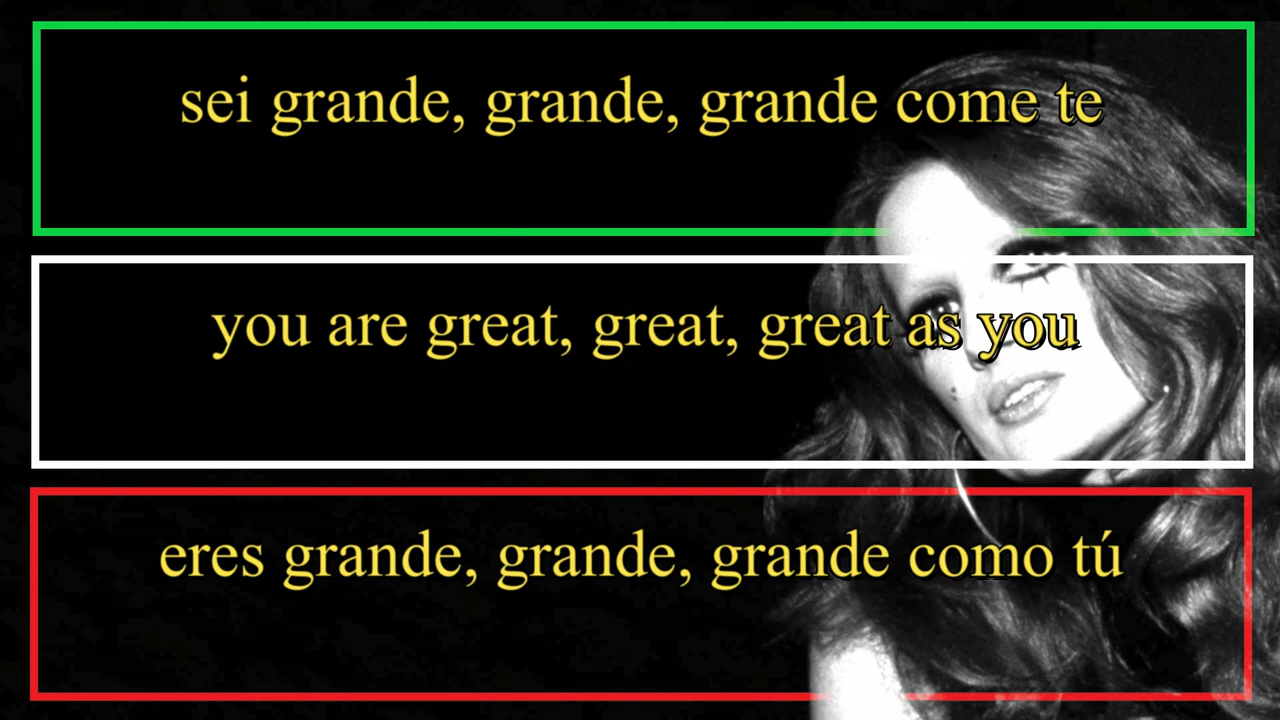 sei grande, grande, grande come te
you are great, great, great as you
eres grande, grande, grande como tú